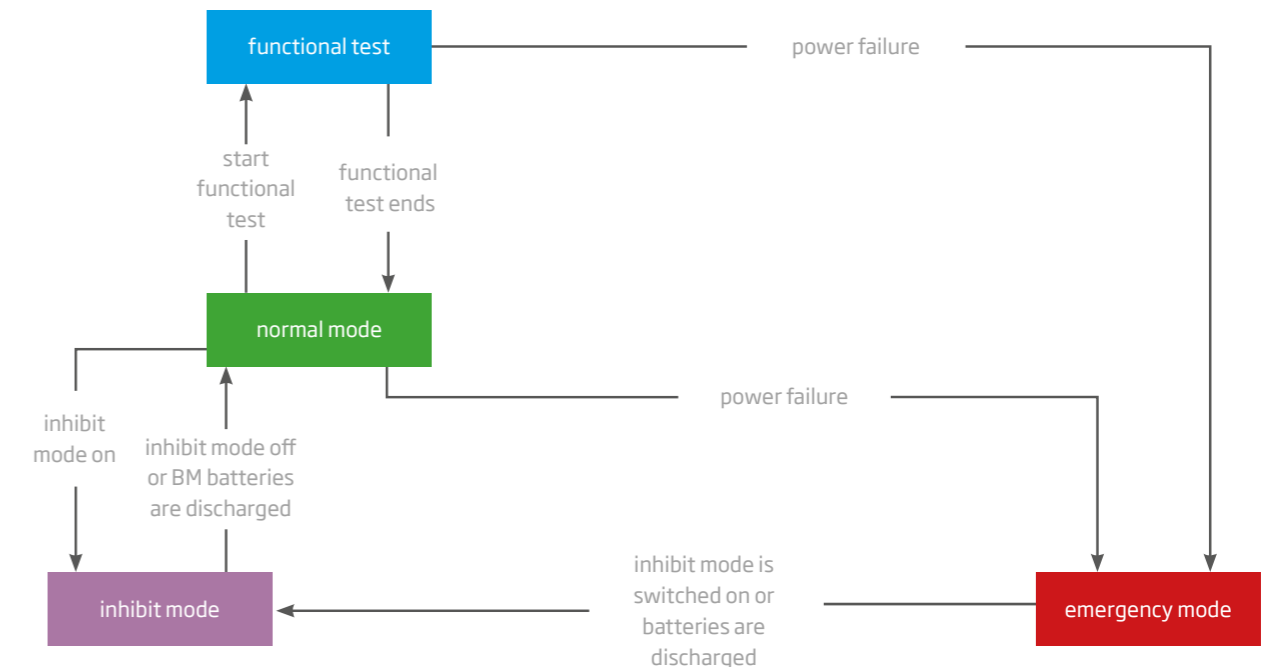 functional test
power failure
start
functional
test
functional
test ends
normal mode
power failure
inhibit
mode on
inhibit mode off
or BM batteries
are discharged
inhibit mode is
switched on or
batteries are
discharged
inhibit mode
emergency mode